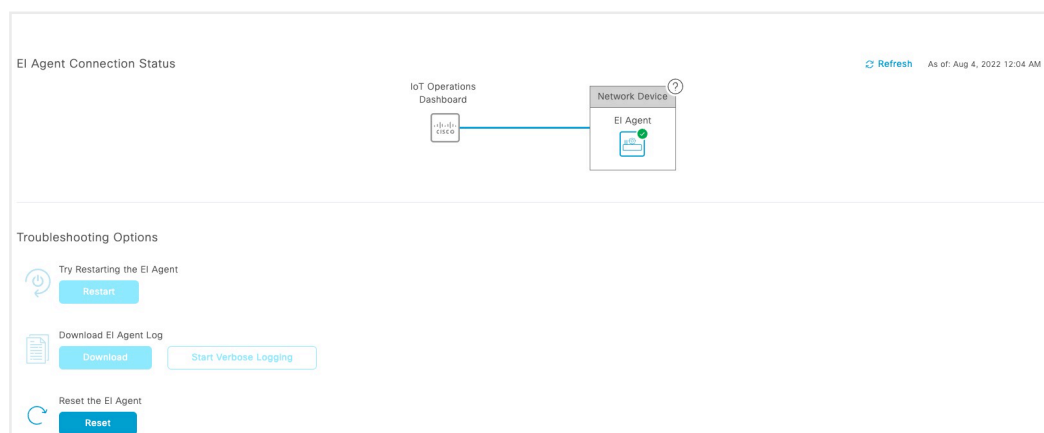 EI Agent Connection Status
Refresh As of: Aug 4, 2022 12:04 AM
IoT Operations
Dashboard
CISCO
Network Device
?
EI Agent
Troubleshooting Options
Try Restarting the EI Agent
Restart
Download EI Agent Log
Download Start Verbose Logging
Reset the EI Agent
Reset